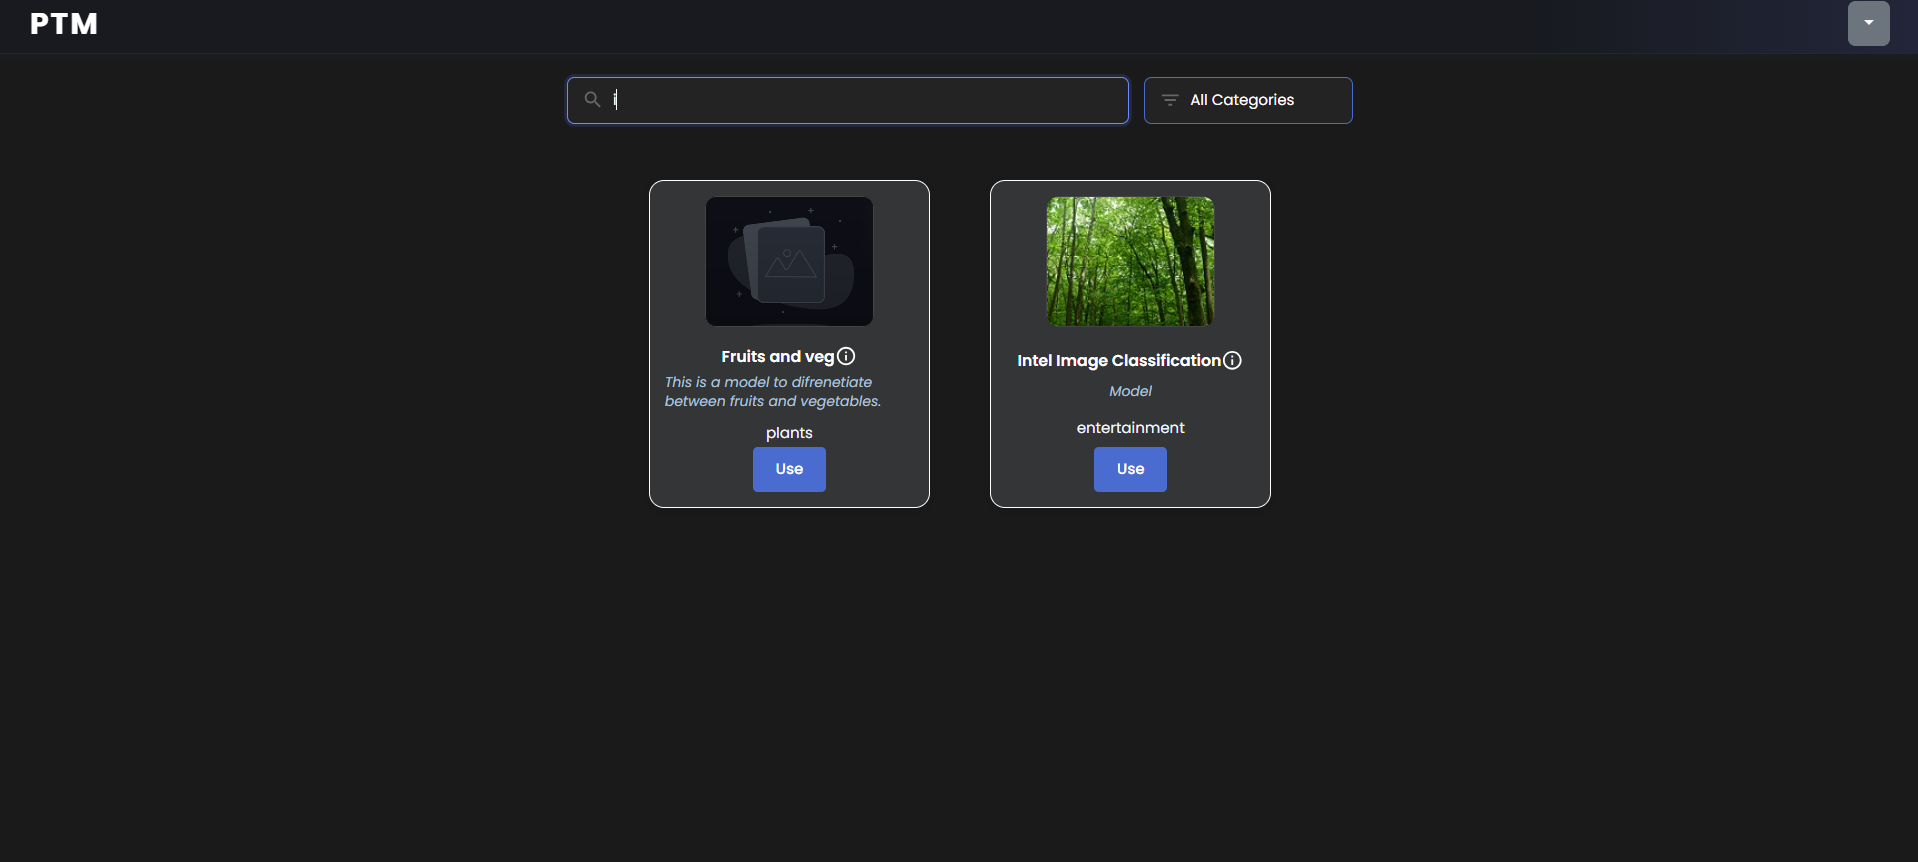 PTM
i
All Categories
Fruits and veg
This is a model to difrenetiate
between fruits and vegetables.
plants
Use
Intel Image Classification
Model
entertainment
Use